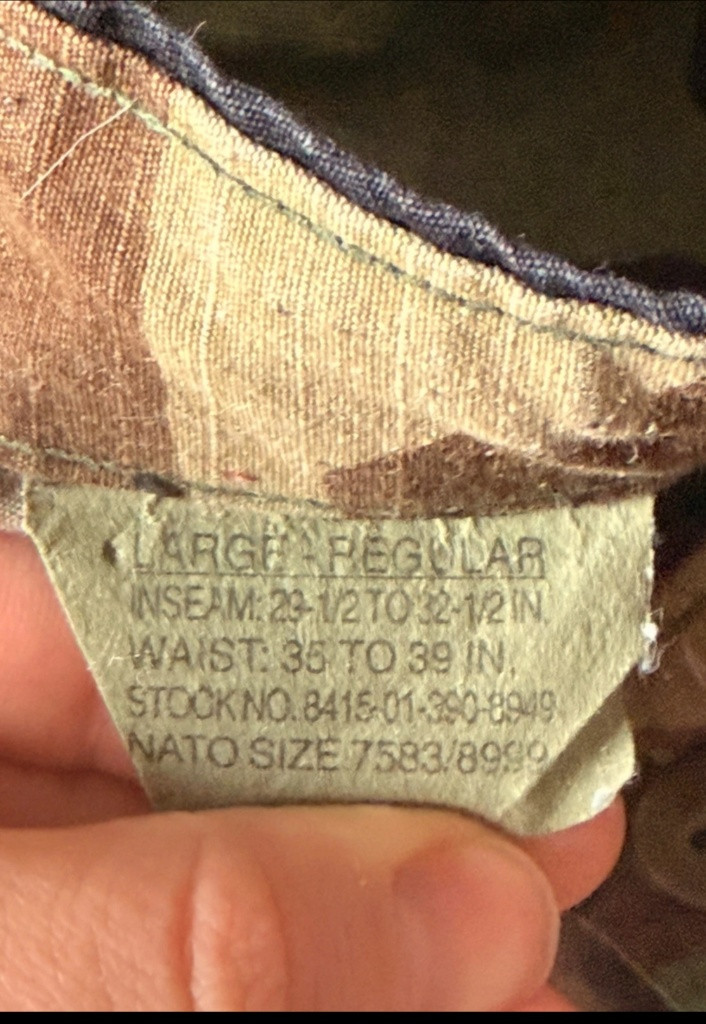 LARGE - REGULAR
INSEAM: 29-1/2 TO 32-1/2 IN.
WAIST: 35 TO 39 IN.
STOCK NO. 8415-01-390-8949
NATO SIZE 7583/8999